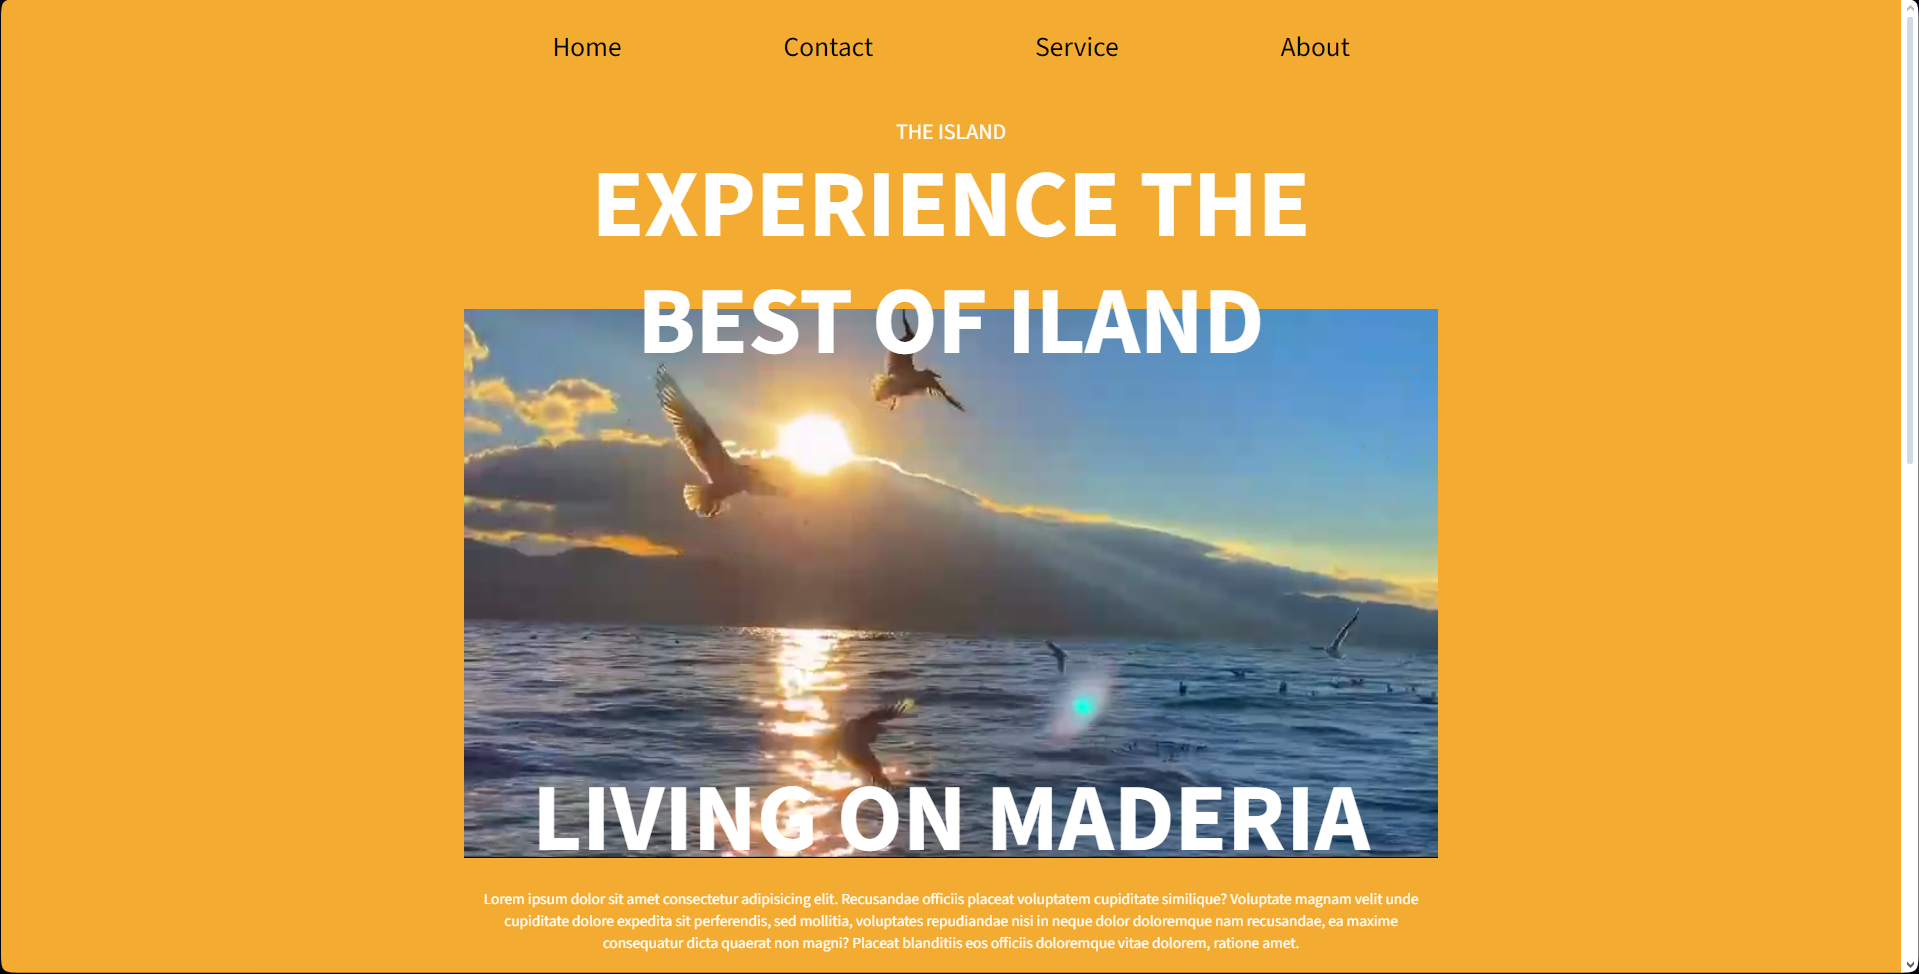 Home Contact Service About
THE ISLAND
EXPERIENCE THE
BEST OF ILAND
LIVING ON MADERIA
Lorem ipsum dolor sit amet consectetur adipisicing elit. Recusandae officiis placeat voluptatem cupiditate similique? Voluptate magnam velit unde
cupiditate dolore expedita sit perferendis, sed mollitia, voluptates repudiandae nisi in neque dolor doloremque nam recusandae, ea maxime
consequatur dicta quaerat non magni? Placeat blanditiis eos officiis doloremque vitae dolorem, ratione amet.